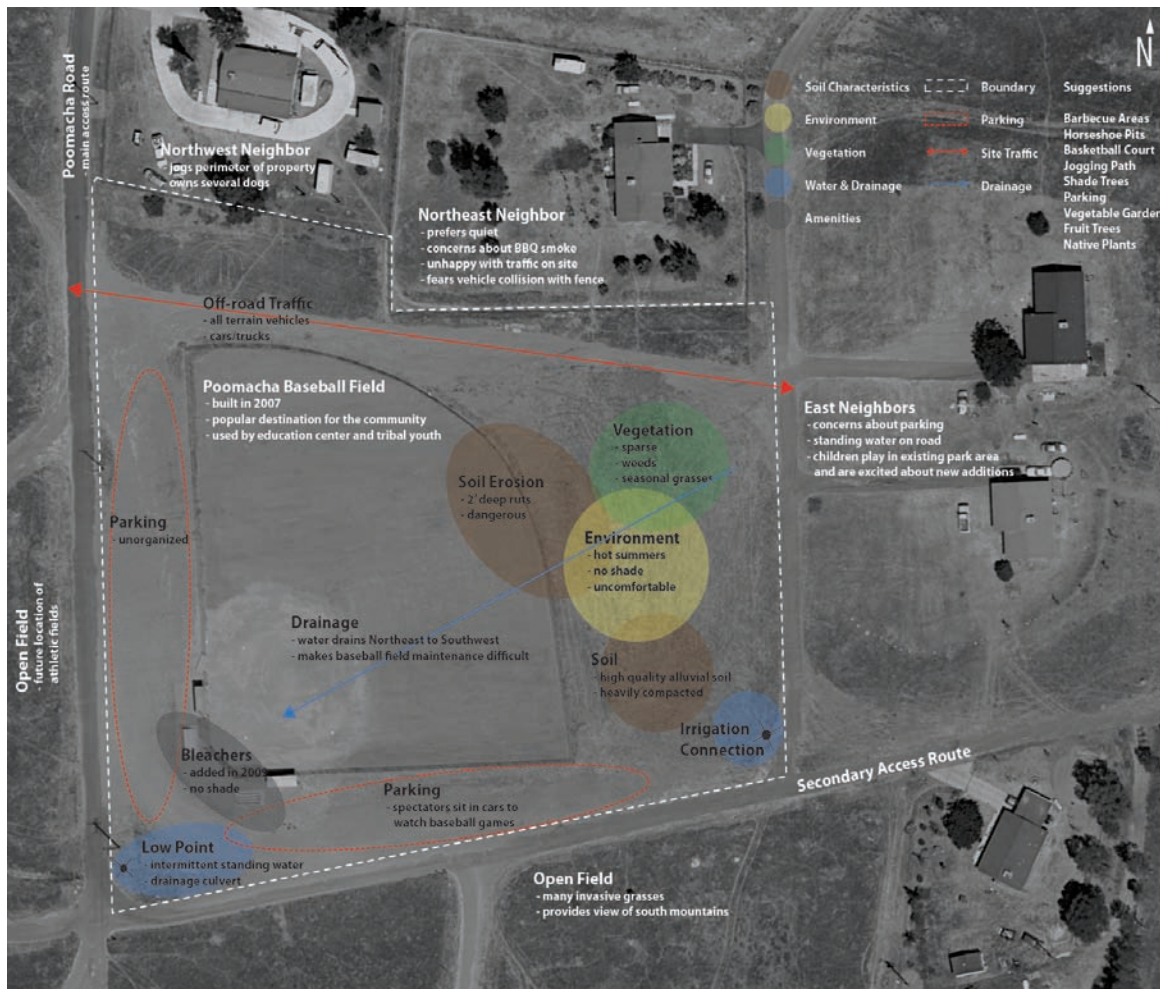 N
Poomacha Road
main access route
Northwest Neighbor
jogs perimeter of property
owns several dogs
Northeast Neighbor
- prefers quiet
- concerns about BBQ smoke
- unhappy with traffic on site
- fears vehicle collision with fence
Soil Characteristics
Environment
Vegetation
Water & Drainage
Amenities
Boundary
Parking
Site Traffic
Drainage
Suggestions
Barbecue Areas
Horseshoe Pits
Basketball Court
Jogging Path
Shade Trees
Parking
Vegetable Garden
Fruit Trees
Native Plants
Off-road Traffic
- all terrain vehicles
- cars/trucks
Poomacha Baseball Field
- built in 2007
- popular destination for the community
- used by education center and tribal youth
East Neighbors
- concerns about parking
- standing water on road
- children play in existing park area
and are excited about new additions
Vegetation
- sparse
- weeds
- seasonal grasses
Soil Erosion
- 2' deep ruts
- dangerous
Parking
- unorganized
Environment
- hot summers
- no shade
- uncomfortable
Open Field
- future location of
athletic fields
Drainage
- water drains Northeast to Southwest
- makes baseball field maintenance difficult
Soil
- high quality alluvial soil
- heavily compacted
Irrigation
Connection
Bleachers
- added in 2009
- no shade
Parking
- spectators sit in cars to
watch baseball games
Secondary Access Route
Low Point
- intermittent standing water
- drainage culvert
Open Field
- many invasive grasses
- provides view of south mountains